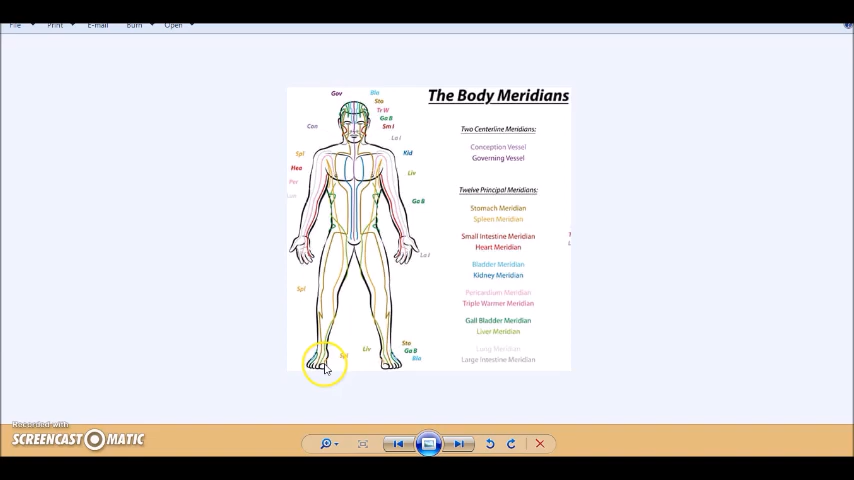 File Print E-mail Burn Open
The Body Meridians
Gov
Bla
Sto
Tr W
Ga B
Sm I
Con
La I
Spl
Kid
Hea
Liv
Per
Lun
Ga B
La I
Spl
Spl
Liv
Sto
Ga B
Bla
Two Centerline Meridians:
Conception Vessel
Governing Vessel
Twelve Principal Meridians:
Stomach Meridian
Spleen Meridian
Small Intestine Meridian
Heart Meridian
Bladder Meridian
Kidney Meridian
Pericardium Meridian
Triple Warmer Meridian
Gall Bladder Meridian
Liver Meridian
Lung Meridian
Large Intestine Meridian
Recorded with
SCREENCAST MATIC